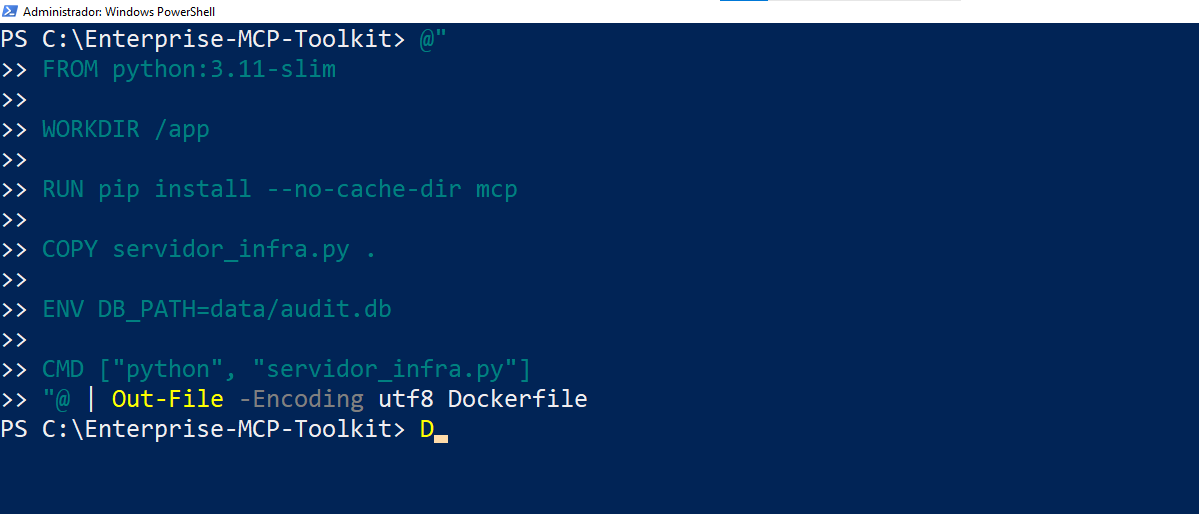 Administrador: Windows PowerShell
PS C:\Enterprise-MCP-Toolkit> @"
>> FROM python:3.11-slim
>>
>> WORKDIR /app
>>
>> RUN pip install --no-cache-dir mcp
>>
>> COPY servidor_infra.py .
>>
>> ENV DB_PATH=data/audit.db
>>
>> CMD ["python", "servidor_infra.py"]
>> "@ | Out-File -Encoding utf8 Dockerfile
PS C:\Enterprise-MCP-Toolkit> D